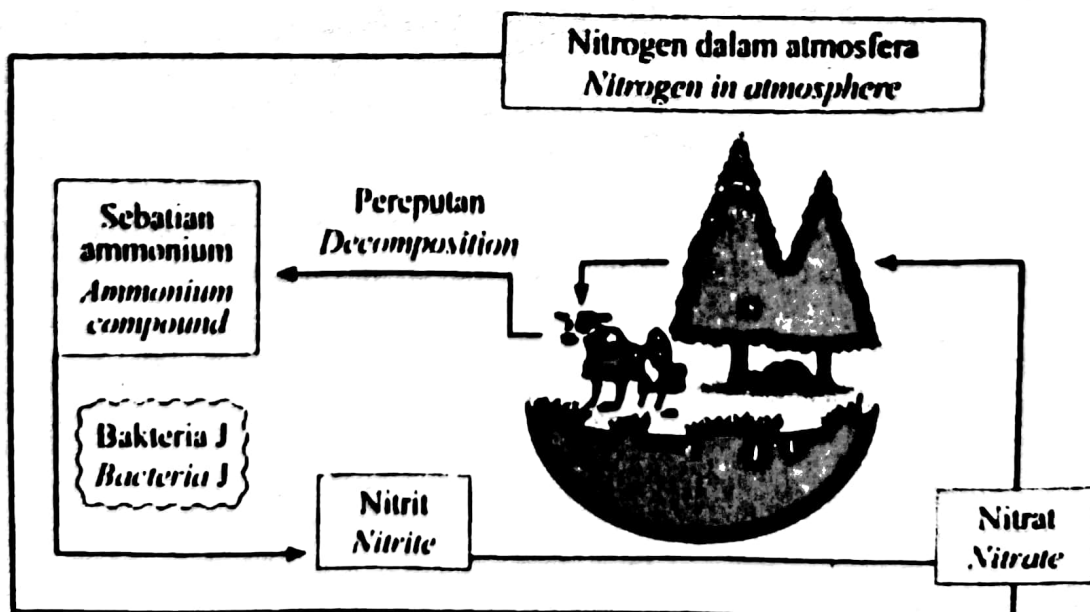 Nitrogen dalam atmosfera
Nitrogen in atmosphere
Sebatian
ammonium
Ammonium
compound
Pereputan
Decomposition
Bakteria J
Bacteria J
Nitrit
Nitrite
Nitrat
Nitrate